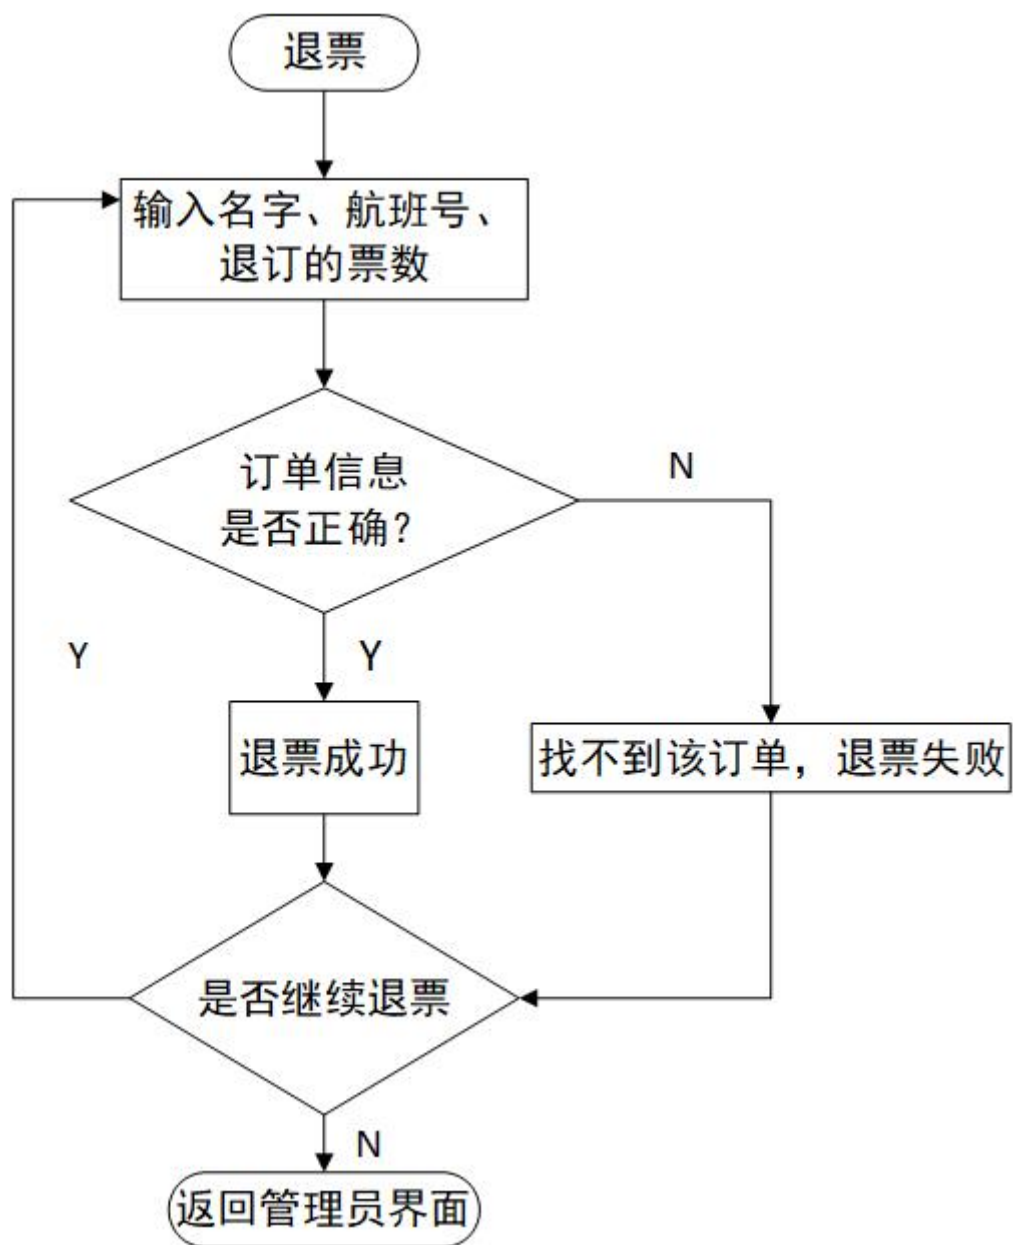 退票
输入名字、航班号、
退订的票数
订单信息
是否正确？
N
Y
Y
退票成功
找不到该订单，退票失败
是否继续退票
N
返回管理员界面